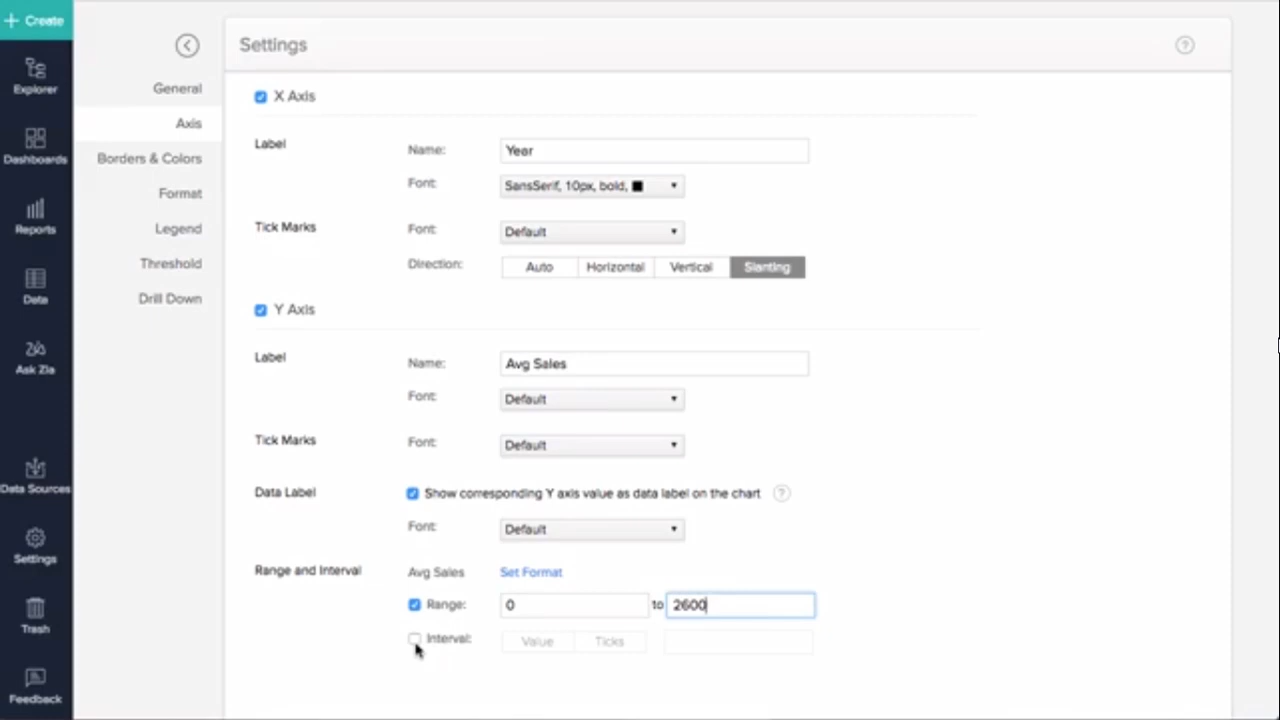 + Create
Explorer
Dashboards
Reports
Data
Ask Zia
Data Sources
Settings
Trash
Feedback
General
Axis
Borders & Colors
Format
Legend
Threshold
Drill Down
Settings ?
X Axis
Label Name: Year
Font: SansSerif, 10px, bold,
Tick Marks Font: Default
Direction: Auto Horizontal Vertical Slanting
Y Axis
Label Name: Avg Sales
Font: Default
Tick Marks Font: Default
Data Label Show corresponding Y axis value as data label on the chart ?
Font: Default
Range and Interval Avg Sales Set Format
Range: 0 to 2600
Interval: Value Ticks